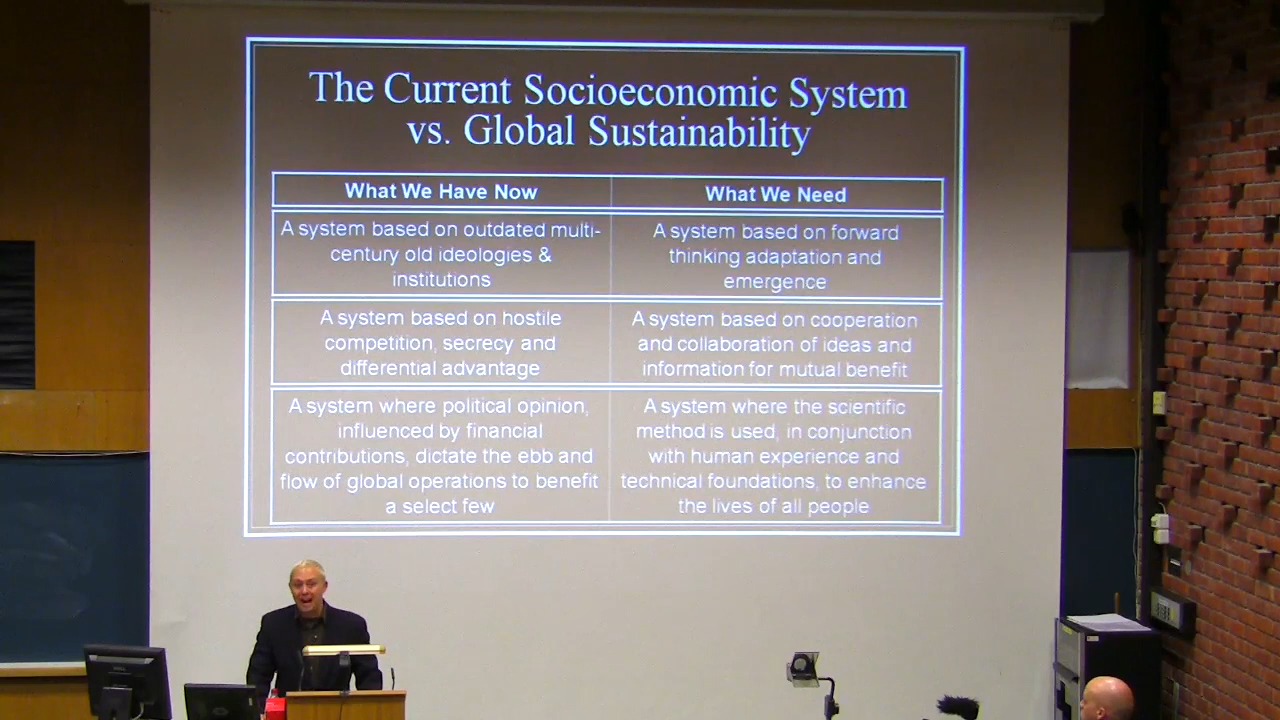 The Current Socioeconomic System
vs. Global Sustainability
What We Have Now
What We Need
A system based on outdated multi-
century old ideologies &
institutions
A system based on forward
thinking adaptation and
emergence
A system based on hostile
competition, secrecy and
differential advantage
A system based on cooperation
and collaboration of ideas and
information for mutual benefit
A system where political opinion,
influenced by financial
contributions, dictate the ebb and
flow of global operations to benefit
a select few
A system where the scientific
method is used, in conjunction
with human experience and
technical foundations, to enhance
the lives of all people